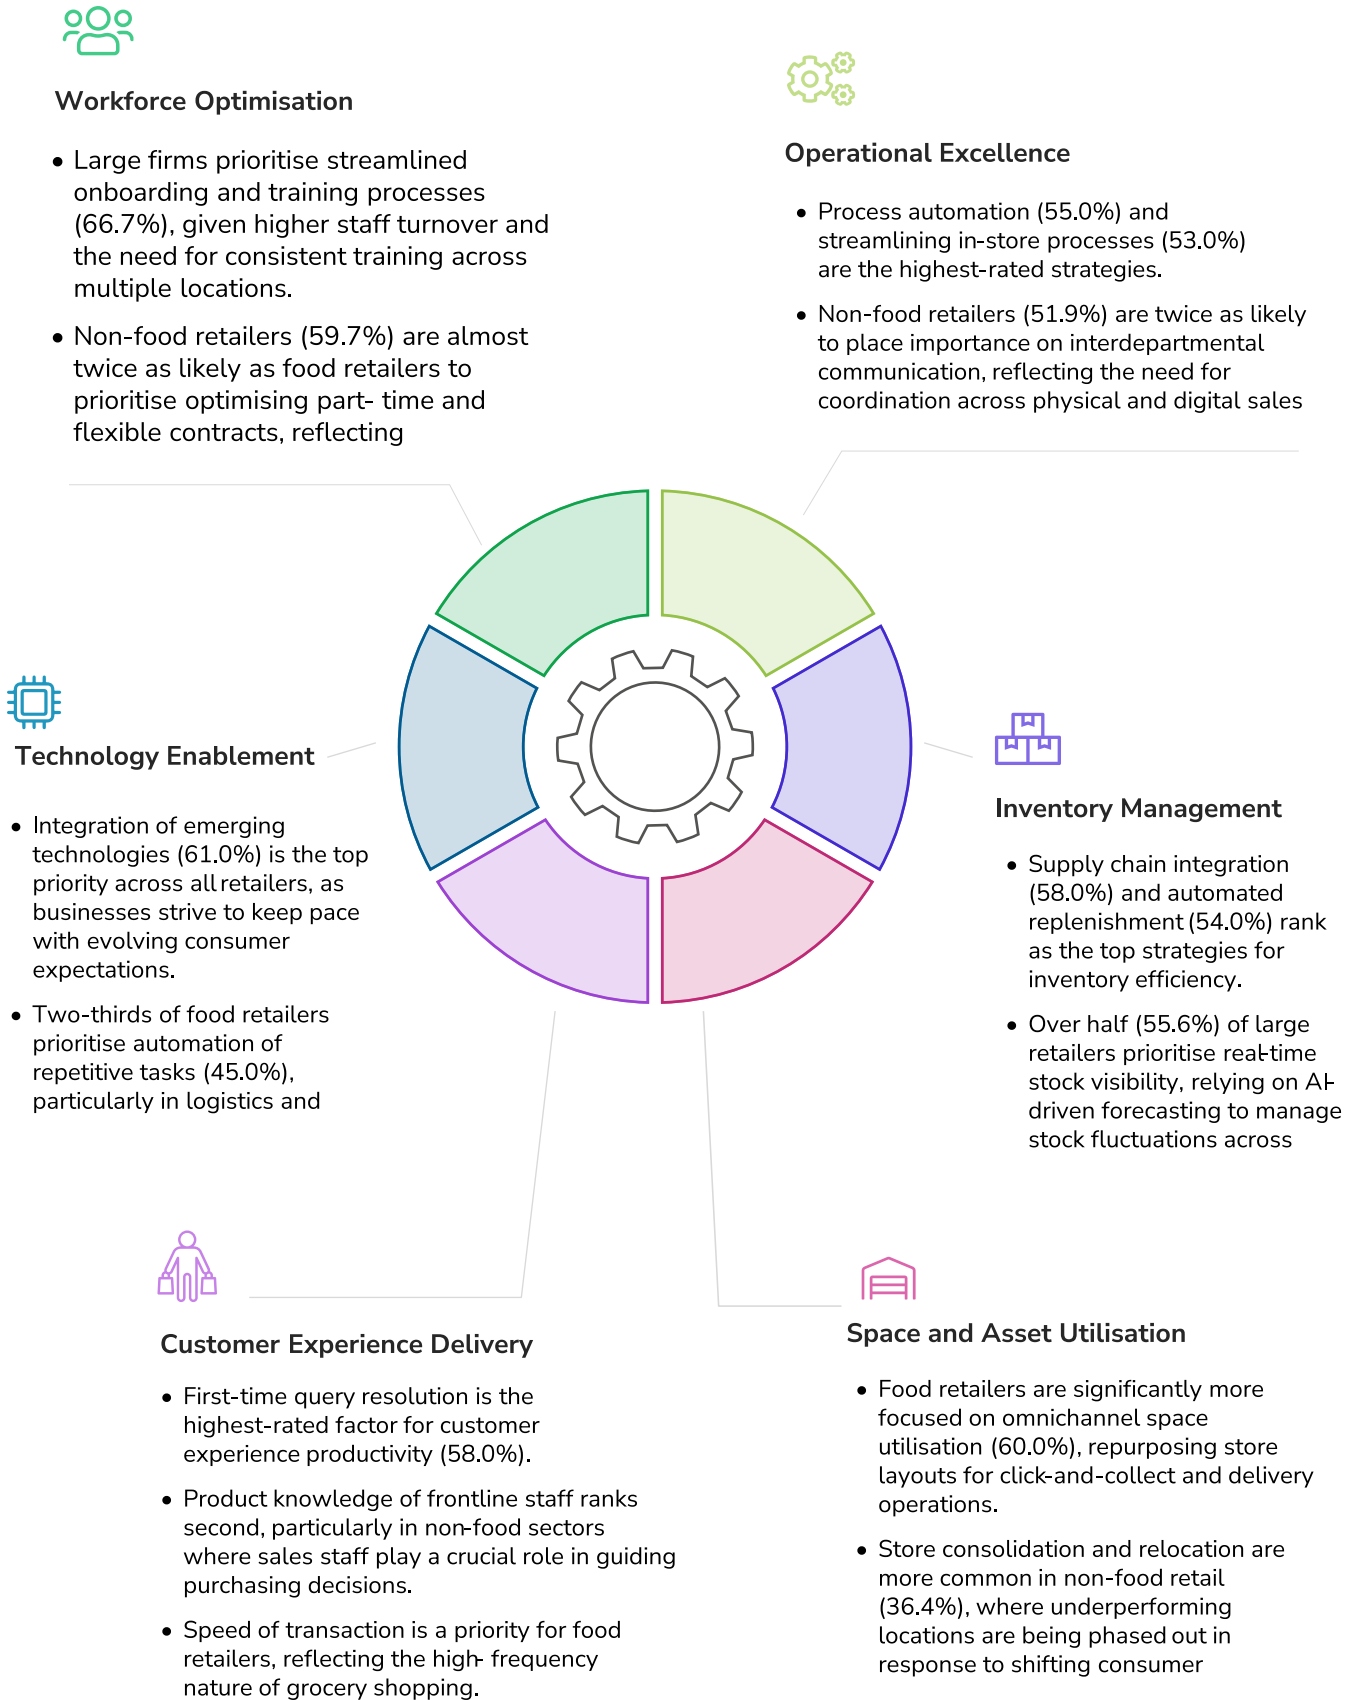 Workforce Optimisation
• Large firms prioritise streamlined
onboarding and training processes
(66.7%), given higher staff turnover and
the need for consistent training across
multiple locations.
• Non-food retailers (59.7%) are almost
twice as likely as food retailers to
prioritise optimising part- time and
flexible contracts, reflecting
Operational Excellence
• Process automation (55.0%) and
streamlining in-store processes (53.0%)
are the highest-rated strategies.
• Non-food retailers (51.9%) are twice as likely
to place importance on interdepartmental
communication, reflecting the need for
coordination across physical and digital sales
Technology Enablement
• Integration of emerging
technologies (61.0%) is the top
priority across all retailers, as
businesses strive to keep pace
with evolving consumer
expectations.
• Two-thirds of food retailers
prioritise automation of
repetitive tasks (45.0%),
particularly in logistics and
Inventory Management
• Supply chain integration
(58.0%) and automated
replenishment (54.0%) rank
as the top strategies for
inventory efficiency.
• Over half (55.6%) of large
retailers prioritise real-time
stock visibility, relying on AI-
driven forecasting to manage
stock fluctuations across
Customer Experience Delivery
• First-time query resolution is the
highest-rated factor for customer
experience productivity (58.0%).
• Product knowledge of frontline staff ranks
second, particularly in non-food sectors
where sales staff play a crucial role in guiding
purchasing decisions.
• Speed of transaction is a priority for food
retailers, reflecting the high- frequency
nature of grocery shopping.
Space and Asset Utilisation
• Food retailers are significantly more
focused on omnichannel space
utilisation (60.0%), repurposing store
layouts for click-and-collect and delivery
operations.
• Store consolidation and relocation are
more common in non-food retail
(36.4%), where underperforming
locations are being phased out in
response to shifting consumer